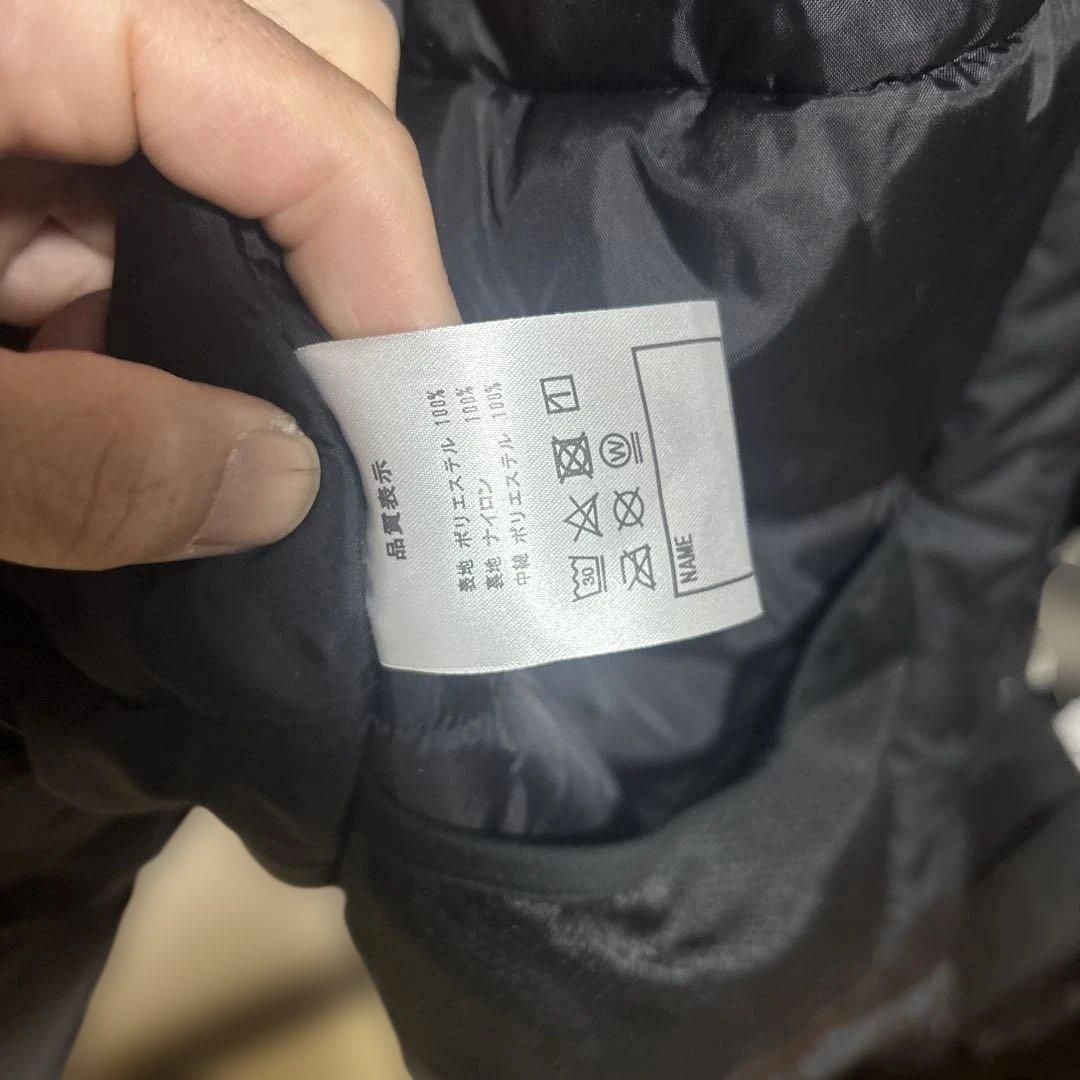 品質表示
表地 ポリエステル 100%
裏地 ナイロン 100%
中綿 ポリエステル 100%
30
W
NAME